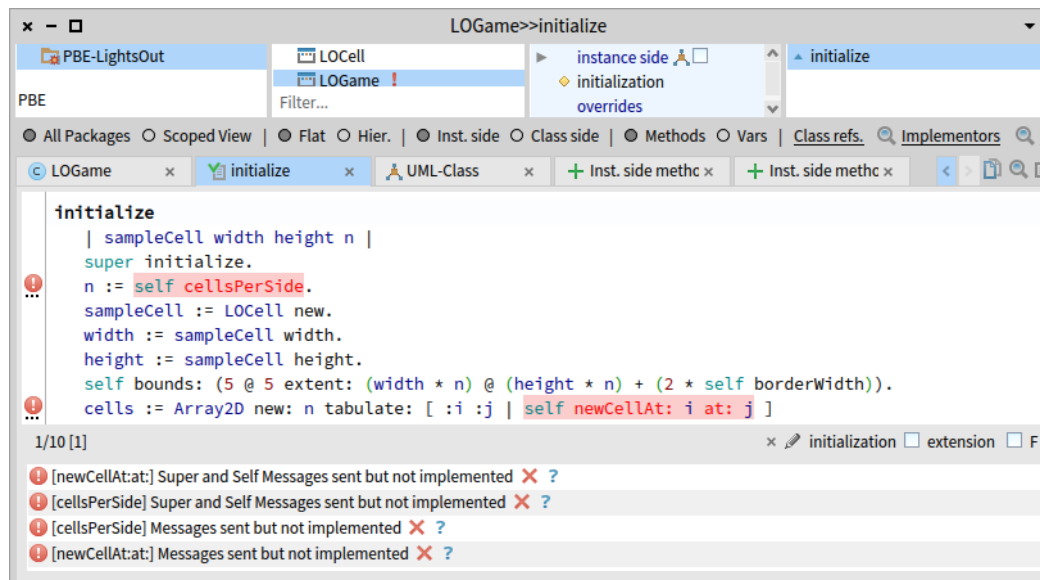 LOGame>>initialize
PBE-LightsOut
LOCell
instance side
initialize
LOGame
initialization
PBE
Filter...
overrides
All Packages Scoped View | Flat Hier. | Inst. side Class side | Methods Vars | Class refs. Implementors
LOGame × initialize × UML-Class × Inst. side methc × Inst. side methc ×
initialize
| sampleCell width height n |
super initialize.
n := self cellsPerSide.
sampleCell := LOCell new.
width := sampleCell width.
height := sampleCell height.
self bounds: (5 @ 5 extent: (width * n) @ (height * n) + (2 * self borderWidth)).
cells := Array2D new: n tabulate: [ :i :j | self newCellAt: i at: j ]
1/10 [1] × initialization extension F
[newCellAt:at:] Super and Self Messages sent but not implemented ?
[cellsPerSide] Super and Self Messages sent but not implemented ?
[cellsPerSide] Messages sent but not implemented ?
[newCellAt:at:] Messages sent but not implemented ?